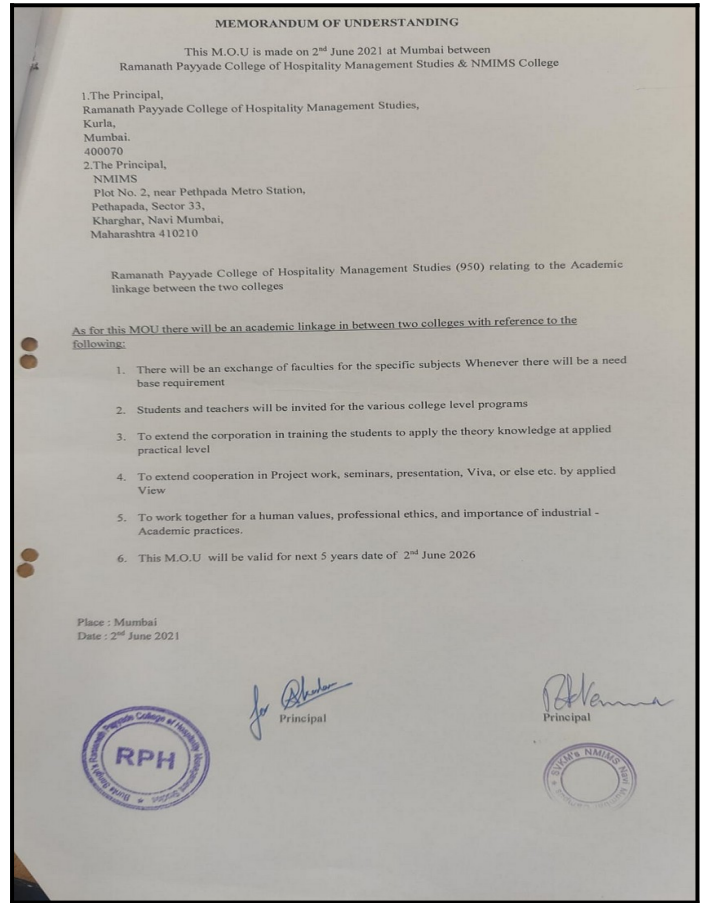 MEMORANDUM OF UNDERSTANDING
This M.O.U is made on 2nd June 2021 at Mumbai between
Ramanath Payyade College of Hospitality Management Studies & NMIMS College
1.The Principal,
Ramanath Payyade College of Hospitality Management Studies,
Kurla,
Mumbai.
400070
2.The Principal,
NMIMS
Plot No. 2, near Pethpada Metro Station,
Pethapada, Sector 33,
Kharghar, Navi Mumbai,
Maharashtra 410210
Ramanath Payyade College of Hospitality Management Studies (950) relating to the Academic
linkage between the two colleges
As for this MOU there will be an academic linkage in between two colleges with reference to the
following:
1. There will be an exchange of faculties for the specific subjects Whenever there will be a need
base requirement
2. Students and teachers will be invited for the various college level programs
3. To extend the corporation in training the students to apply the theory knowledge at applied
practical level
4. To extend cooperation in Project work, seminars, presentation, Viva, or else etc. by applied
View
5. To work together for a human values, professional ethics, and importance of industrial -
Academic practices.
6. This M.O.U will be valid for next 5 years date of 2nd June 2026
Place : Mumbai
Date : 2nd June 2021
for
Principal
Principal
Ramanath Payyade College of Hospitality Management Studies
RPH
SVKM's NMIMS Navi